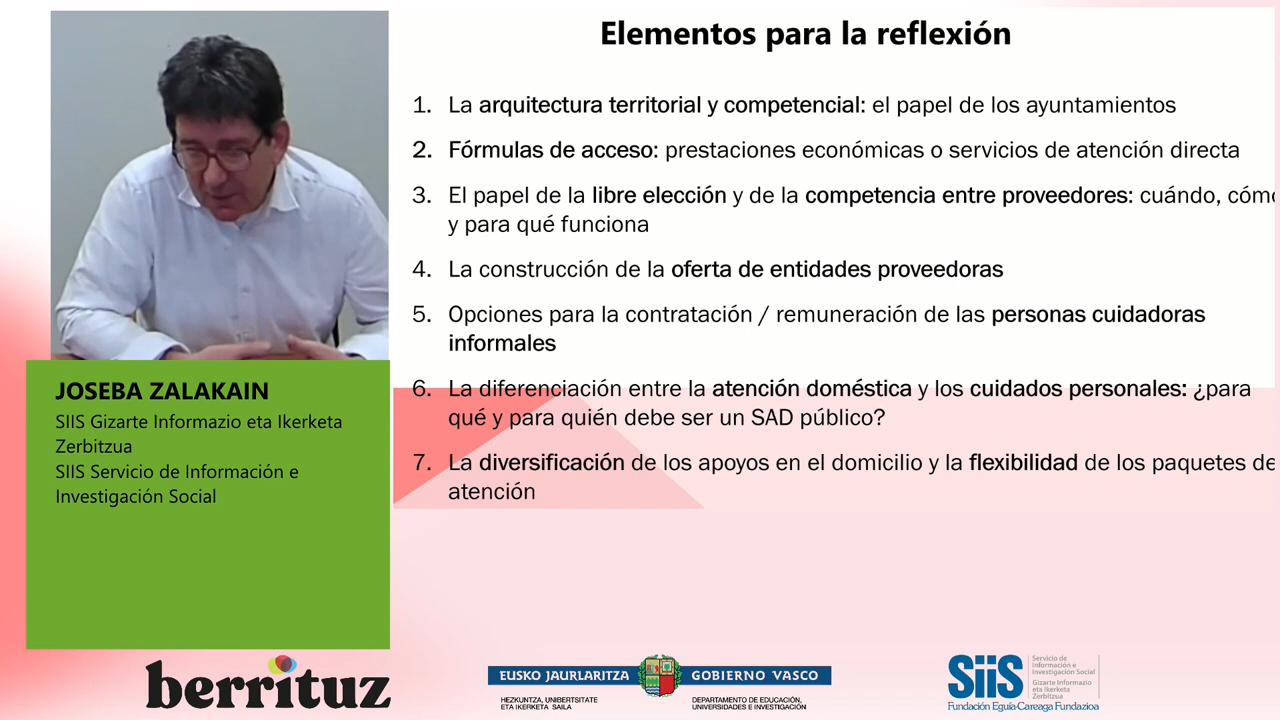 Elementos para la reflexión
1. La arquitectura territorial y competencial: el papel de los ayuntamientos
2. Fórmulas de acceso: prestaciones económicas o servicios de atención directa
3. El papel de la libre elección y de la competencia entre proveedores: cuándo, cómo
y para qué funciona
4. La construcción de la oferta de entidades proveedoras
5. Opciones para la contratación / remuneración de las personas cuidadoras
informales
6. La diferenciación entre la atención doméstica y los cuidados personales: ¿para
qué y para quién debe ser un SAD público?
7. La diversificación de los apoyos en el domicilio y la flexibilidad de los paquetes de
atención
JOSEBA ZALAKAIN
SIIS Gizarte Informazio eta Ikerketa
Zerbitzua
SIIS Servicio de Información e
Investigación Social
berrituz
EUSKO JAURLARITZA
GOBIERNO VASCO
HEZKUNTZA, UNIBERTSITATE
ETA IKERKETA SAILA
DEPARTAMENTO DE EDUCACIÓN,
UNIVERSIDADES E INVESTIGACIÓN
SiiS
Servicio de
Información e
Investigación Social
Gizarte Informazio
eta Ikerketa
Zerbitzua
Fundación Eguía-Careaga Fundazioa